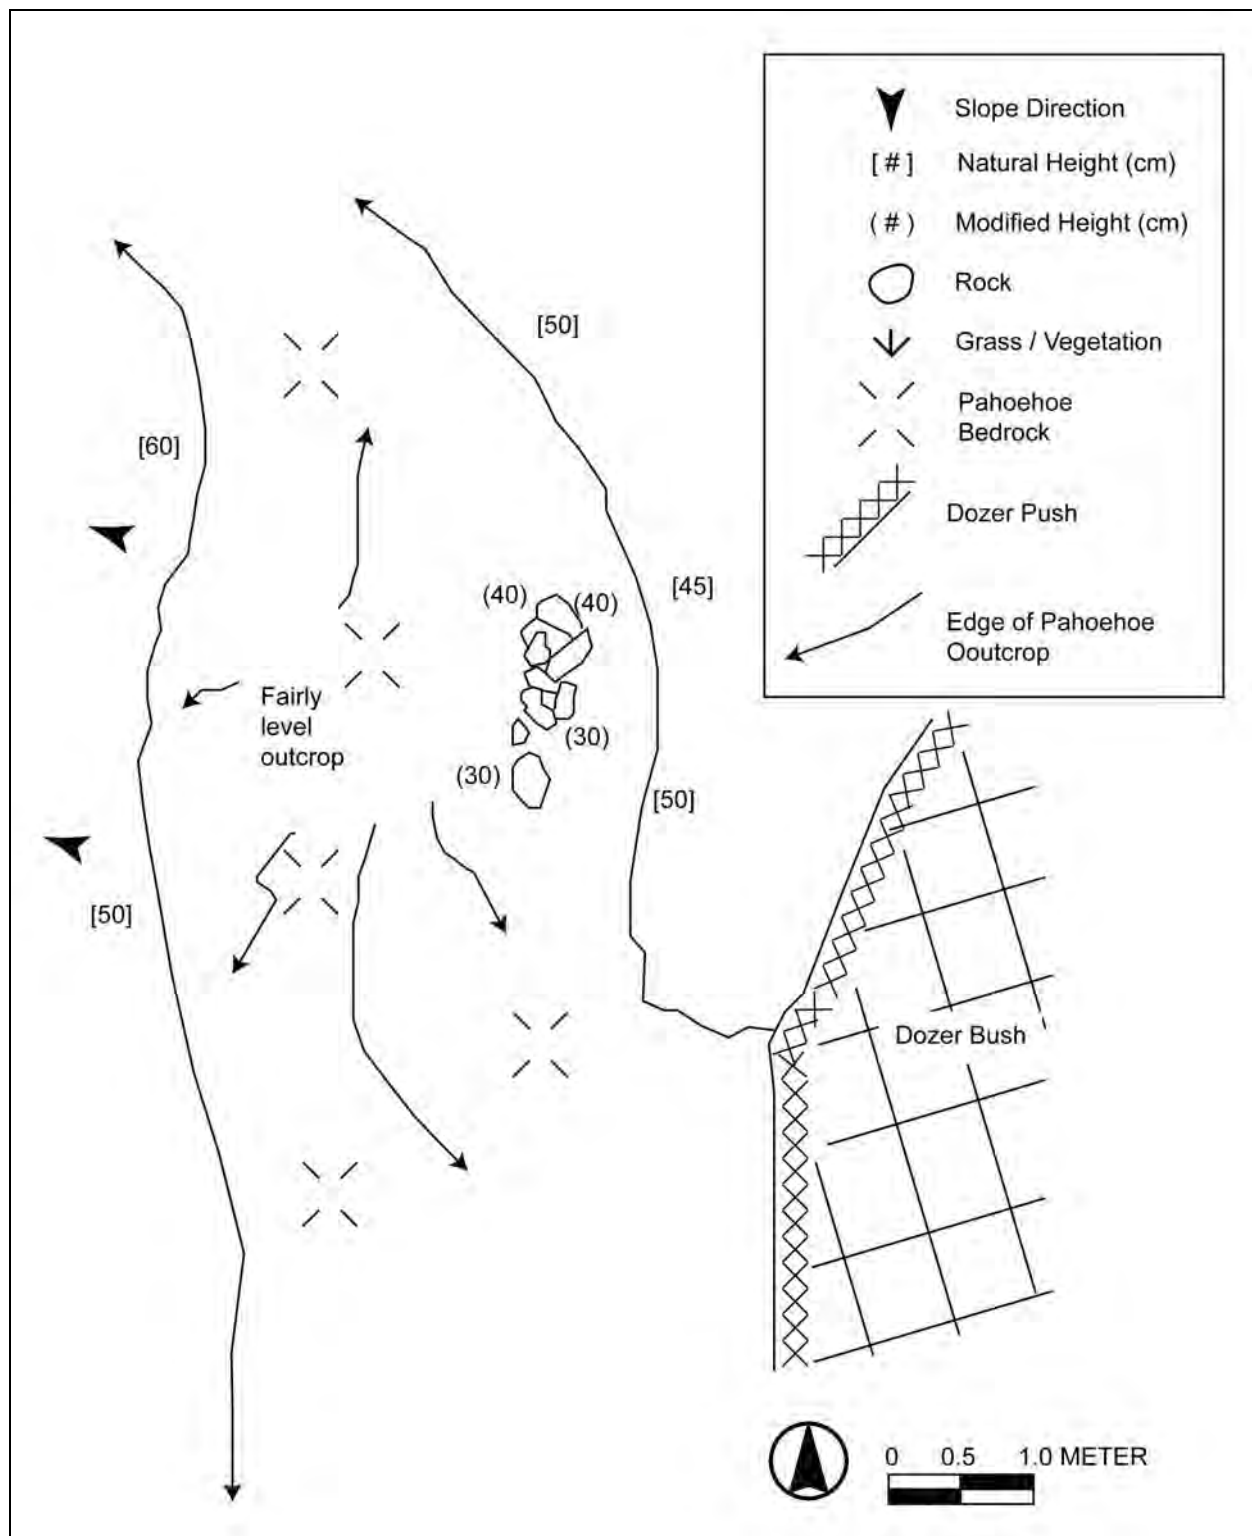 Slope Direction
[ # ] Natural Height (cm)
( # ) Modified Height (cm)
Rock
Grass / Vegetation
Pahoehoe
Bedrock
Dozer Push
Edge of Pahoehoe
Ooutcrop
[50]
[60]
[45]
(40)
(40)
Fairly
level
outcrop
(30)
(30)
[50]
[50]
Dozer Bush
0 0.5 1.0 METER